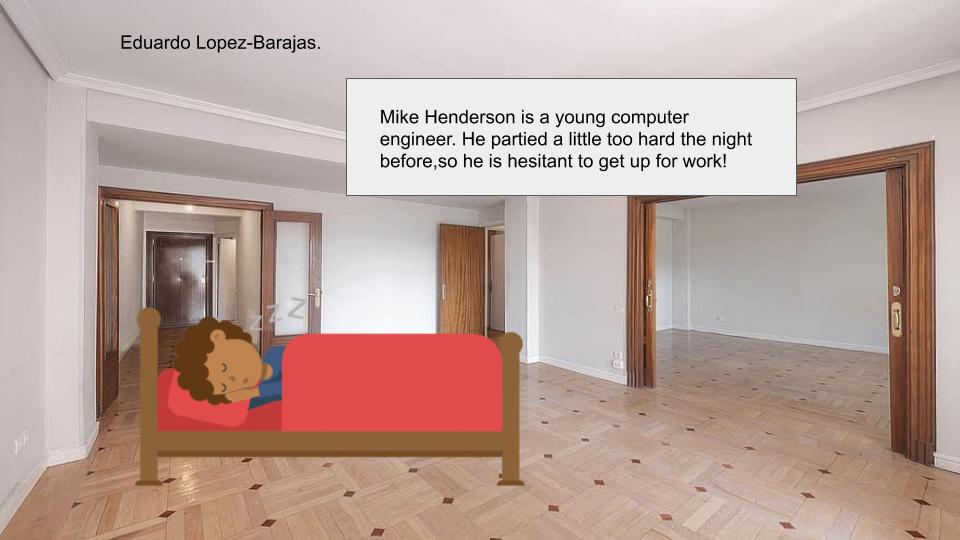 Eduardo Lopez-Barajas.
Mike Henderson is a young computer
engineer. He partied a little too hard the night
before,so he is hesitant to get up for work!
z z Z